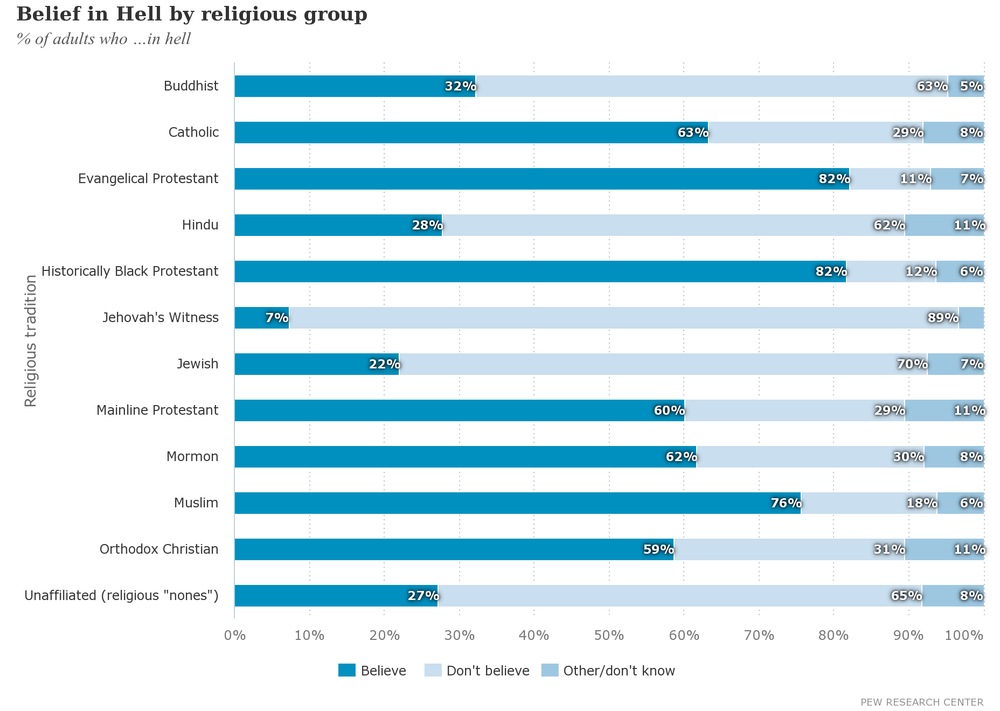 Belief in Hell by religious group
% of adults who ...in hell
Religious tradition
Buddhist 32% 63% 5%
Catholic 63% 29% 8%
Evangelical Protestant 82% 11% 7%
Hindu 28% 62% 11%
Historically Black Protestant 82% 12% 6%
Jehovah's Witness 7% 89%
Jewish 22% 70% 7%
Mainline Protestant 60% 29% 11%
Mormon 62% 30% 8%
Muslim 76% 18% 6%
Orthodox Christian 59% 31% 11%
Unaffiliated (religious "nones") 27% 65% 8%
0% 10% 20% 30% 40% 50% 60% 70% 80% 90% 100%
Believe Don't believe Other/don't know
PEW RESEARCH CENTER